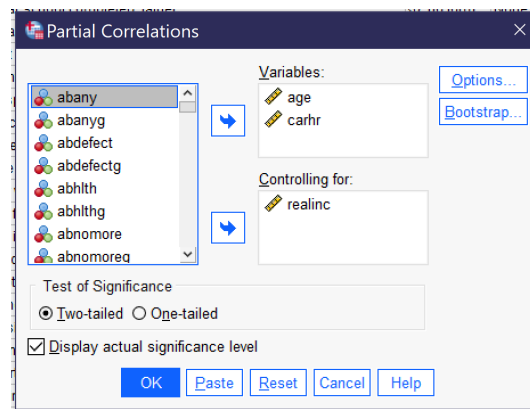 Partial Correlations
Variables:
abany
abanyg
abdefect
abdefectg
abhlth
abhlthg
abnomore
abnomoreg
age
carhr
Options...
Bootstrap...
Controlling for:
realinc
Test of Significance
Two-tailed One-tailed
Display actual significance level
OK Paste Reset Cancel Help